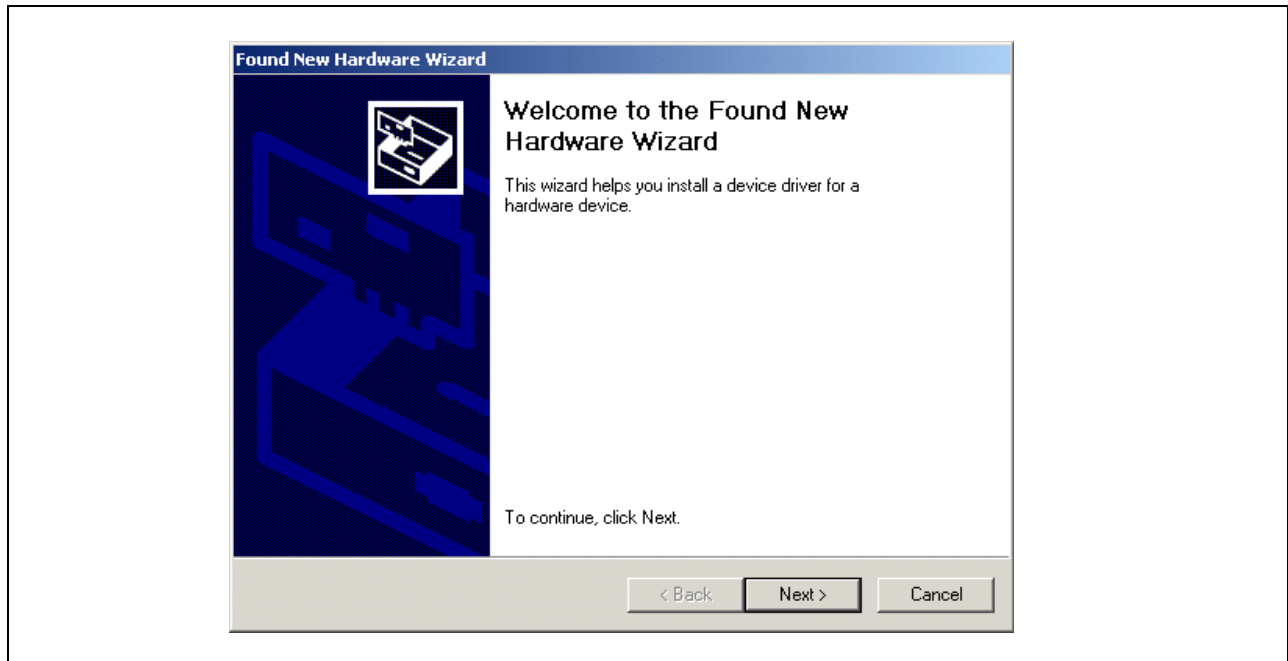 Found New Hardware Wizard
Welcome to the Found New
Hardware Wizard
This wizard helps you install a device driver for a
hardware device.
To continue, click Next.
< Back
Next >
Cancel